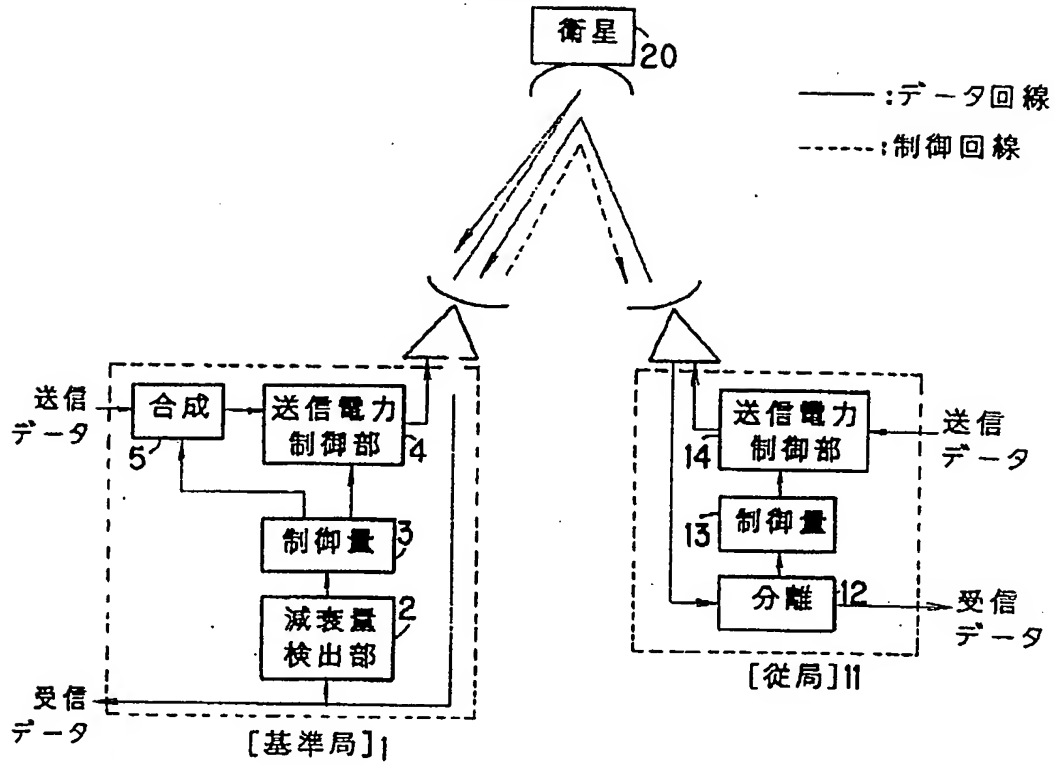 衛星
20
——:データ回線
-----:制御回線
送信
データ
合成
5
送信電力
制御部
4
制御量
3
減衰量
検出部
2
受信
データ
[基準局]1
送信電力
制御部
14
送信
データ
制御量
13
分離
12
受信
データ
[従局]11